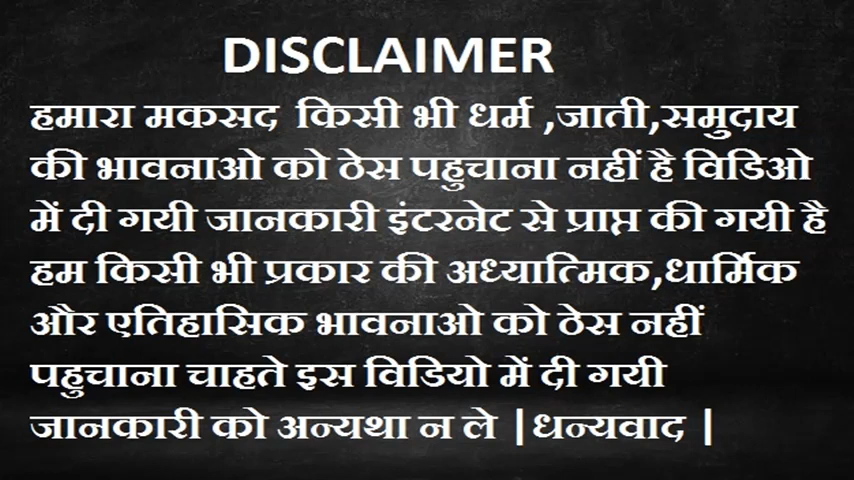 DISCLAIMER
हमारा मकसद किसी भी धर्म ,जाती,समुदाय
की भावनाओ को ठेस पहुचाना नहीं है विडिओ
में दी गयी जानकारी इंटरनेट से प्राप्त की गयी है
हम किसी भी प्रकार की अध्यात्मिक,धार्मिक
और एतिहासिक भावनाओ को ठेस नहीं
पहुचाना चाहते इस विडियो में दी गयी
जानकारी को अन्यथा न ले |धन्यवाद |